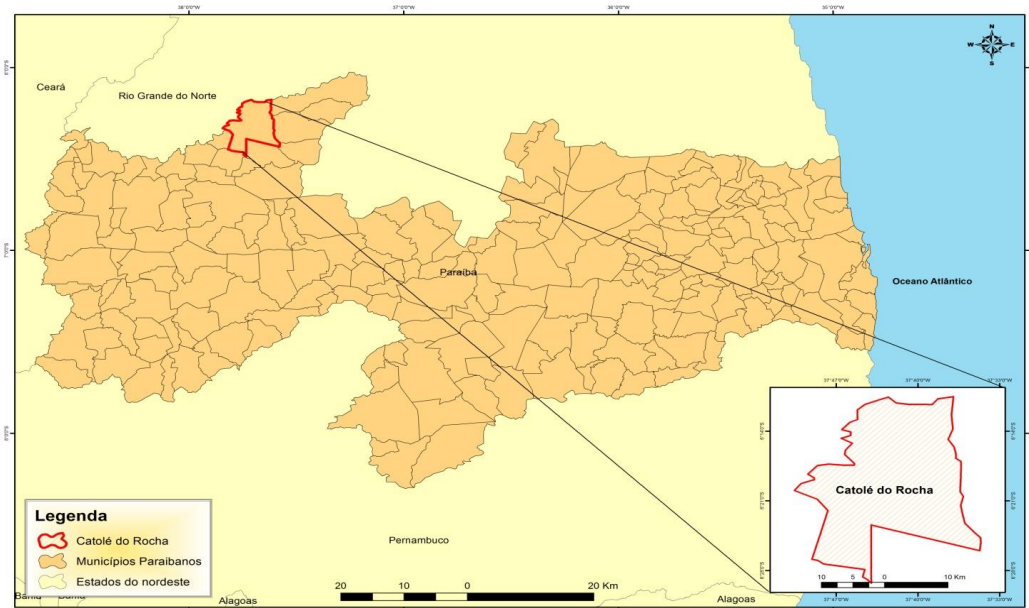 38°0'0"W 37°0'0"W 36°0'0"W 35°0'0"W
N
W E
S
Ceará
Rio Grande do Norte
Paraíba
Oceano Atlântico
Catolé do Rocha
Legenda
Catolé do Rocha
Municípios Paraibanos
Estados do nordeste
Pernambuco
Bahia
Alagoas
Alagoas
20 10 0 20 Km
10 5 0 10 Km